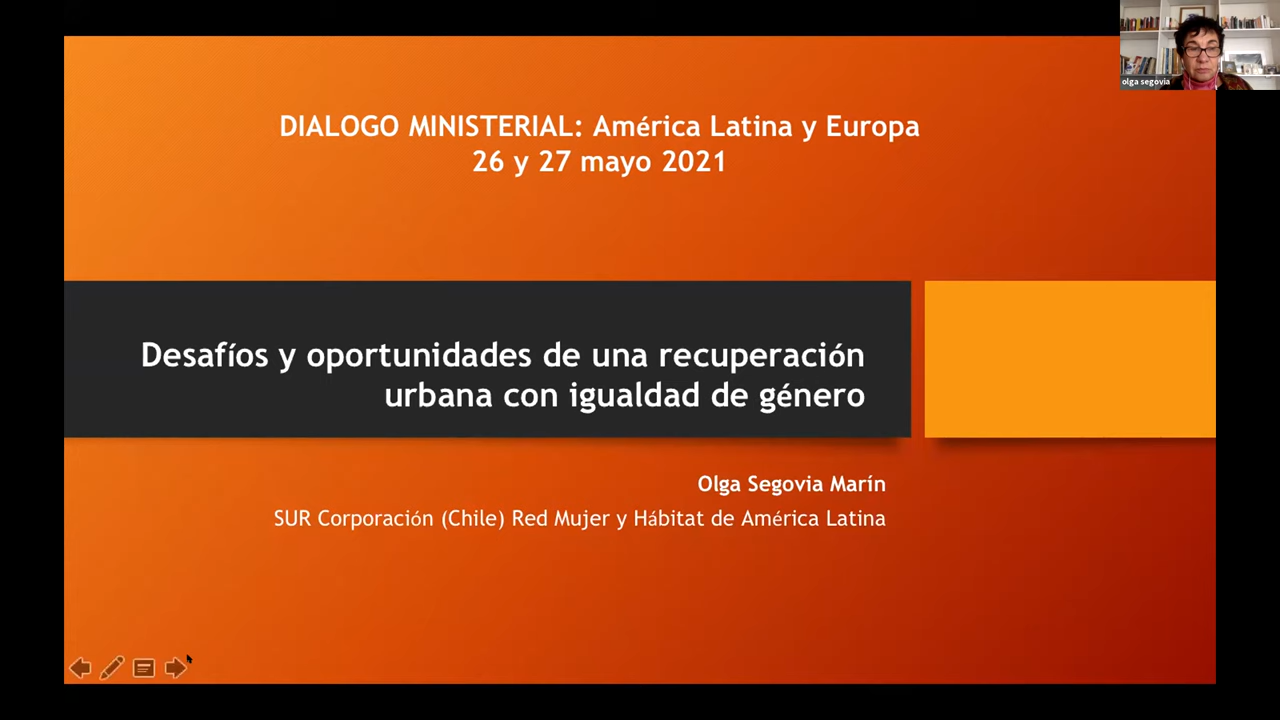 olga segovia
DIALOGO MINISTERIAL: América Latina y Europa
26 y 27 mayo 2021
Desafíos y oportunidades de una recuperación
urbana con igualdad de género
Olga Segovia Marín
SUR Corporación (Chile) Red Mujer y Hábitat de América Latina